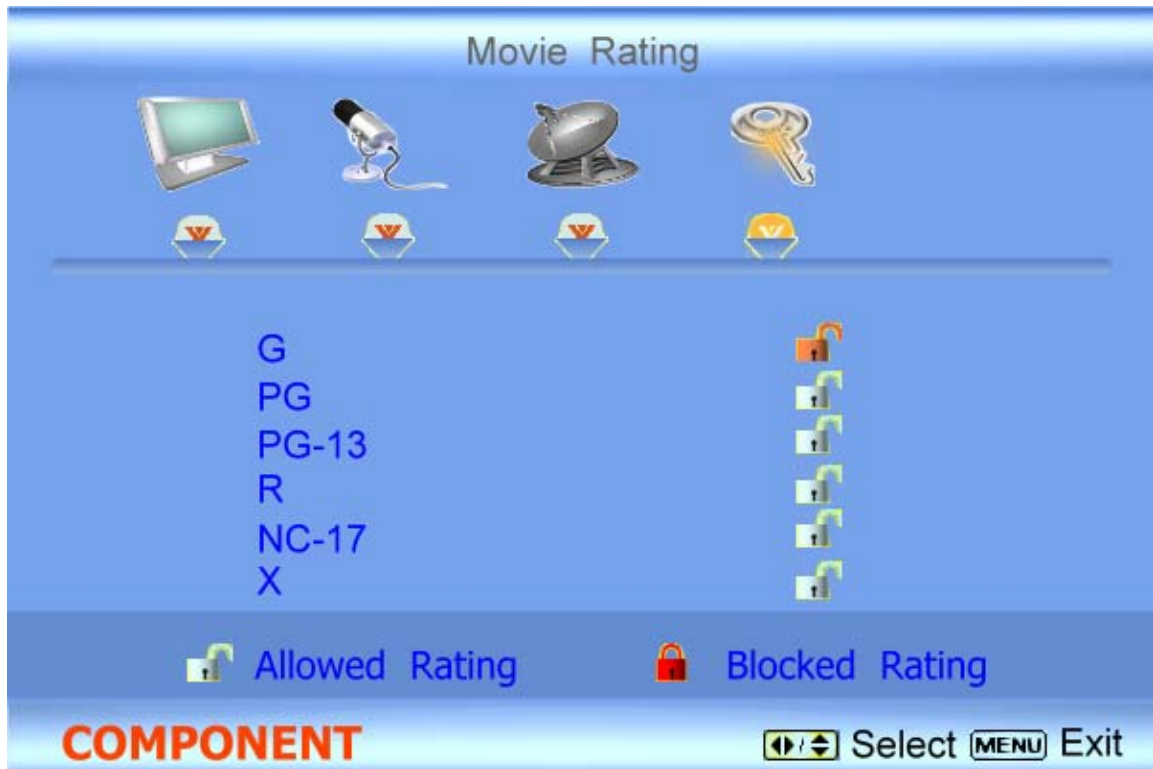 Movie Rating
G
PG
PG-13
R
NC-17
X
Allowed Rating
Blocked Rating
COMPONENT
/ Select MENU Exit